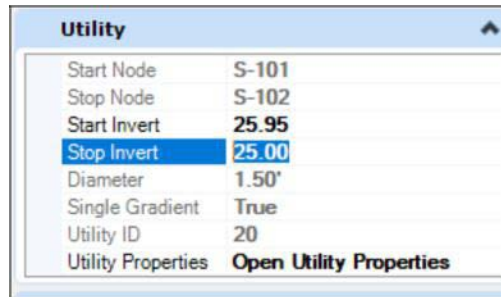 Utility
Start Node S-101
Stop Node S-102
Start Invert 25.95
Stop Invert 25.00
Diameter 1.50'
Single Gradient True
Utility ID 20
Utility Properties Open Utility Properties